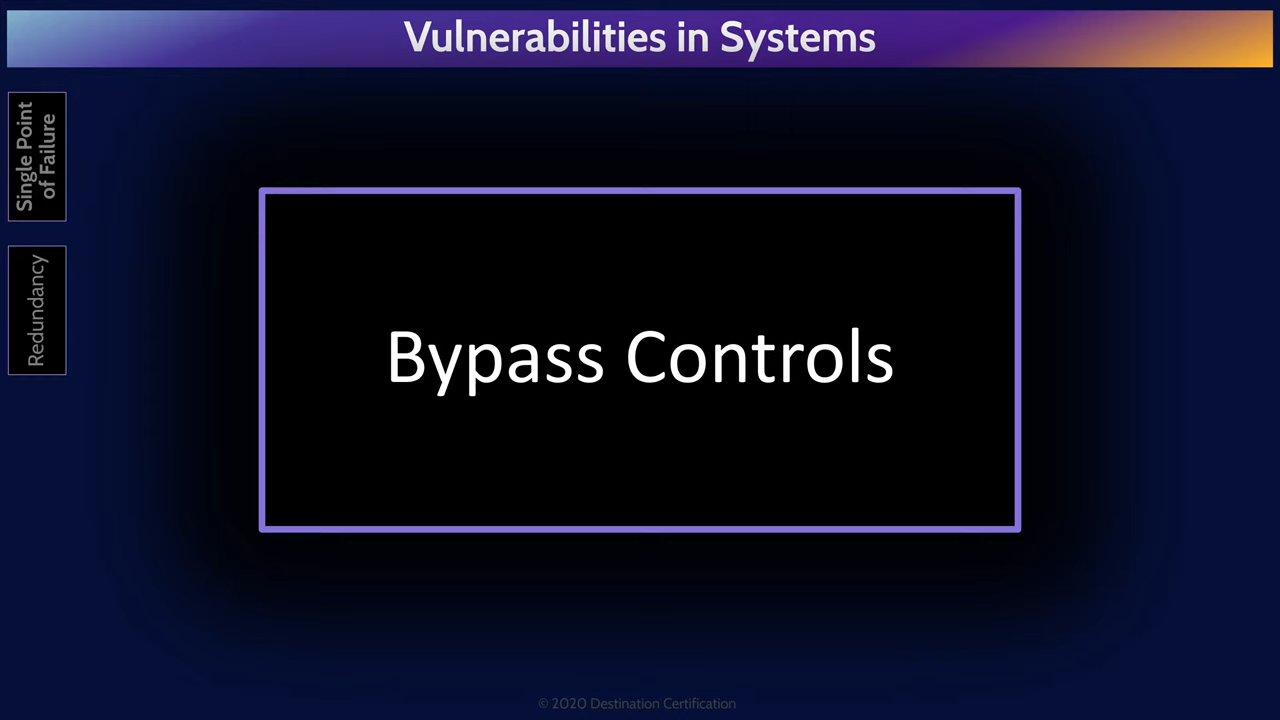 Vulnerabilities in Systems
Single Point
of Failure
Redundancy
Bypass Controls
© 2020 Destination Certification